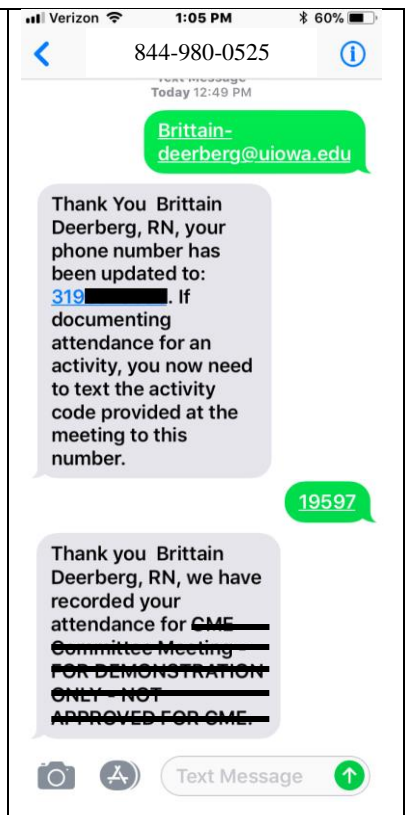 Verizon 1:05 PM 60%
844-980-0525
Text Message
Today 12:49 PM
Brittain-
deerberg@uiowa.edu
Thank You Brittain
Deerberg, RN, your
phone number has
been updated to:
319 . If
documenting
attendance for an
activity, you now need
to text the activity
code provided at the
meeting to this
number.
19597
Thank you Brittain
Deerberg, RN, we have
recorded your
attendance for CME
Committee Meeting -
FOR DEMONSTRATION
ONLY - NOT
APPROVED FOR CME.
Text Message